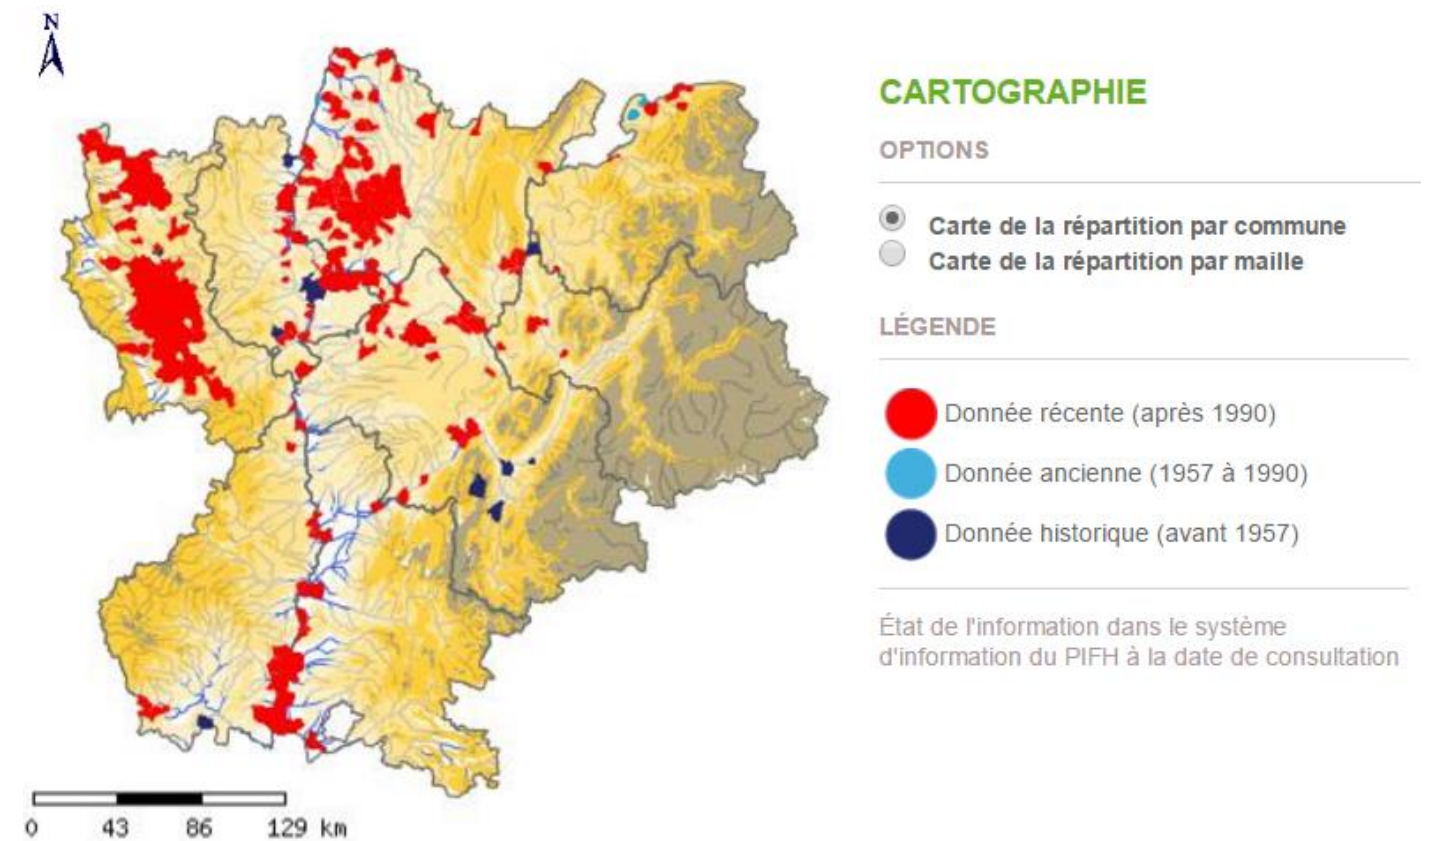 N
CARTOGRAPHIE
OPTIONS
Carte de la répartition par commune
Carte de la répartition par maille
LÉGENDE
Donnée récente (après 1990)
Donnée ancienne (1957 à 1990)
Donnée historique (avant 1957)
État de l'information dans le système
d'information du PIFH à la date de consultation
0 43 86 129 km